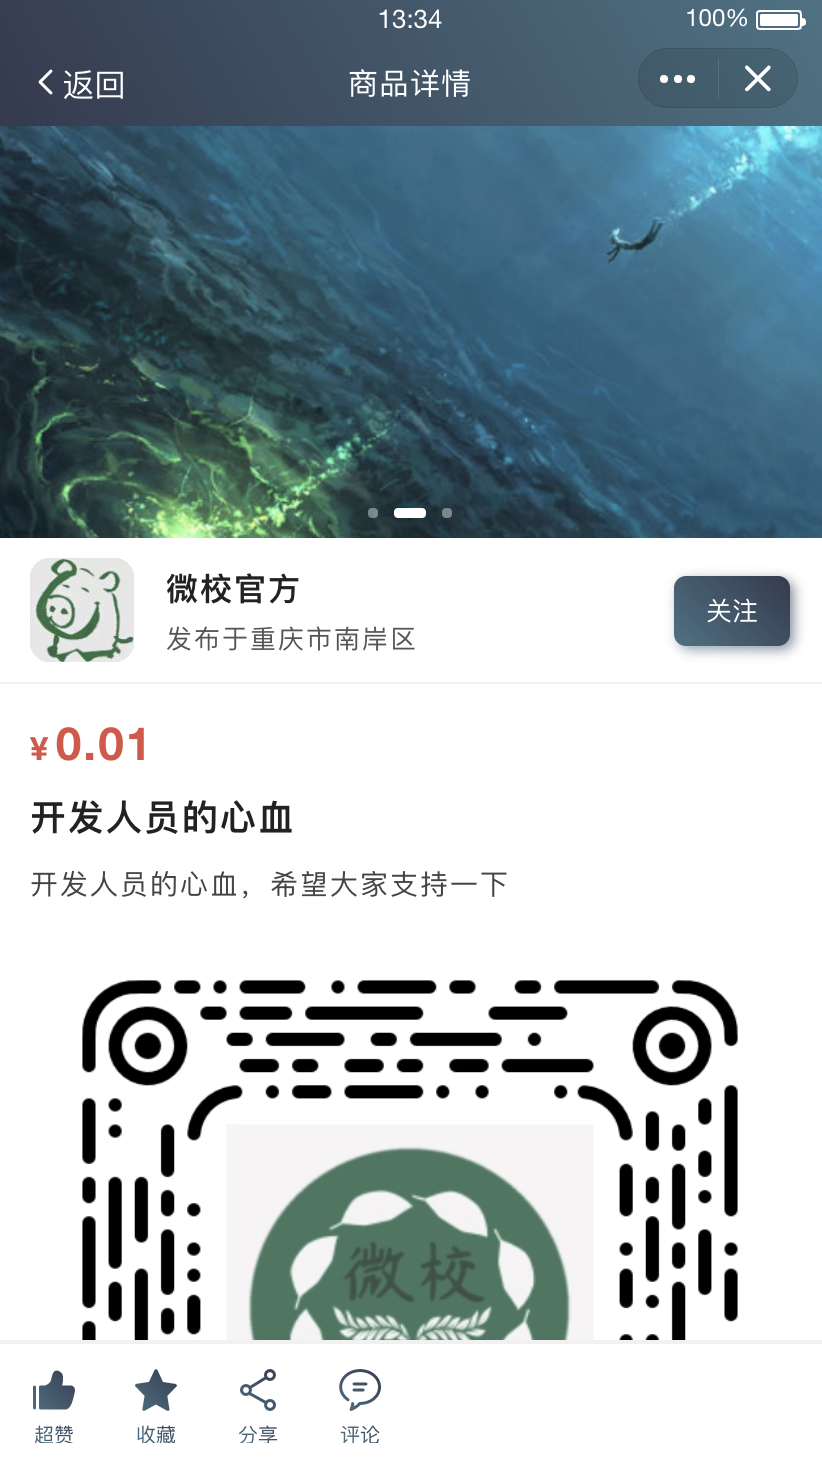 13:34
100%
返回
商品详情
微校官方
发布于重庆市南岸区
关注
¥0.01
开发人员的心血
开发人员的心血，希望大家支持一下
微校
超赞
收藏
分享
评论